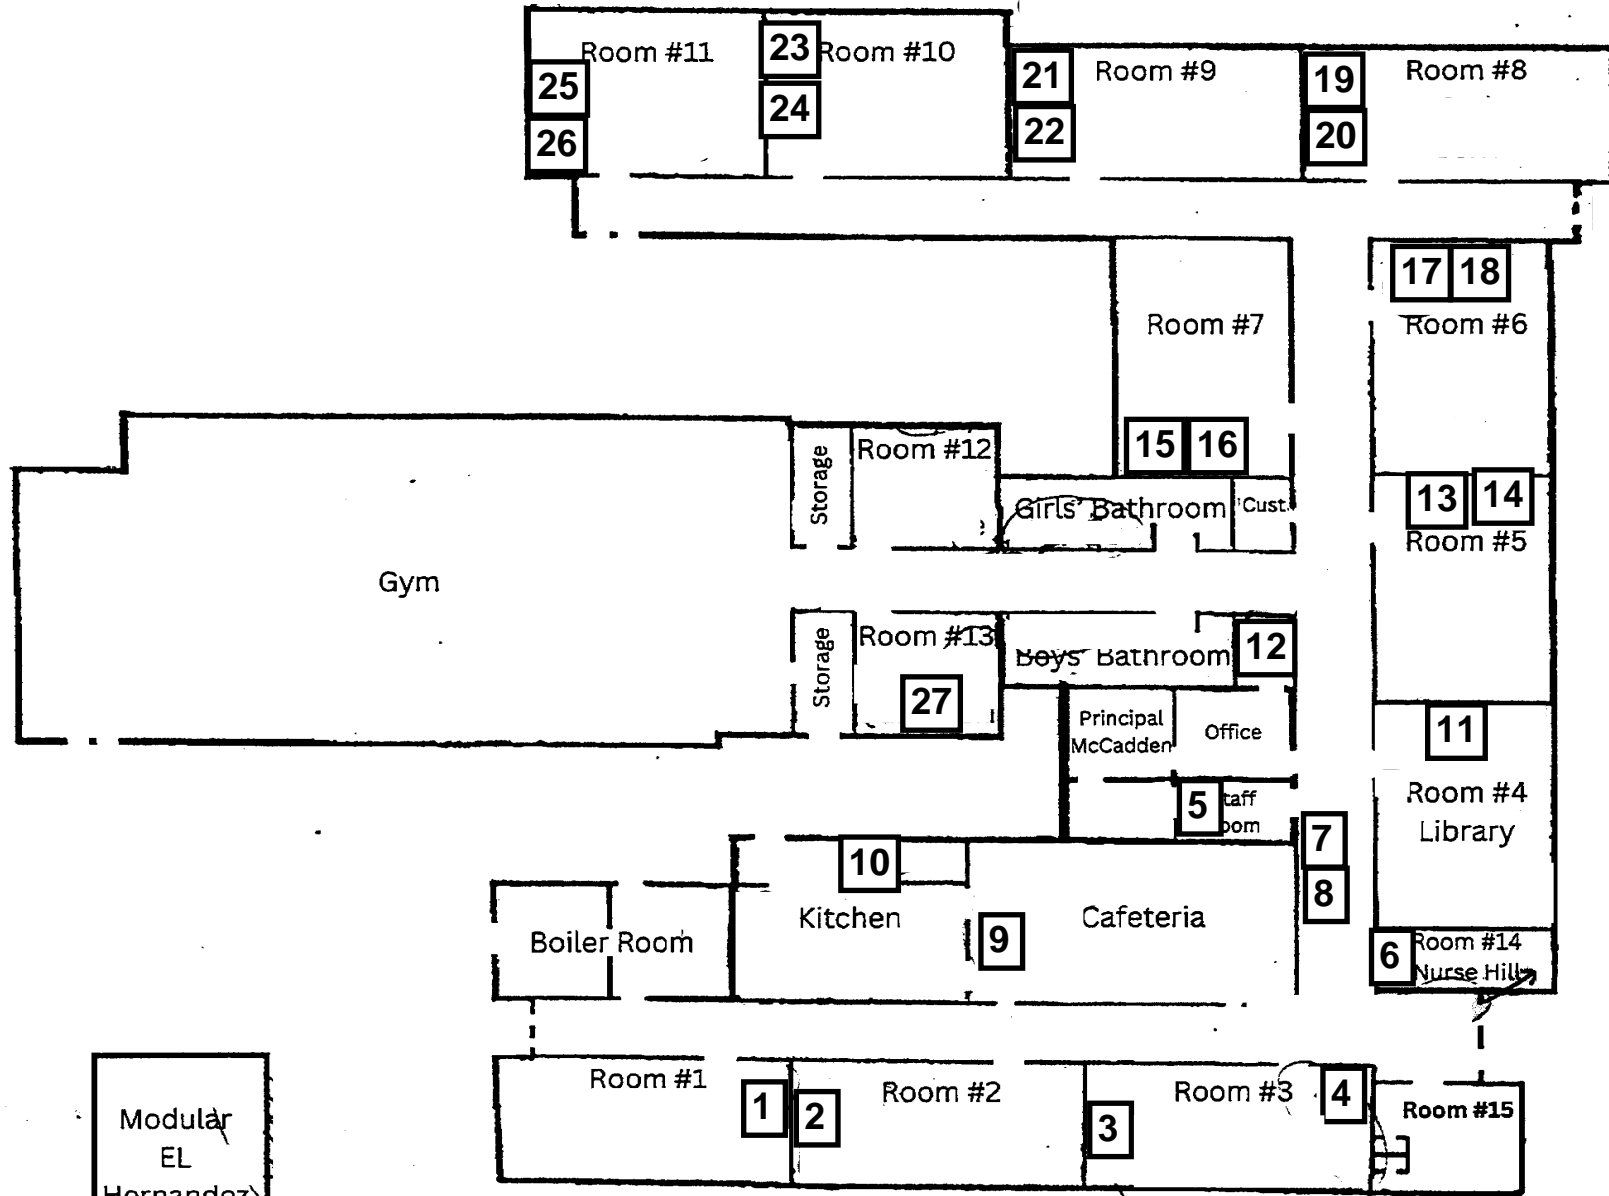 Room #11
23
Room #10
21
Room #9
19
Room #8
25
24
22
20
26
17
18
Room #7
Room #6
15
16
Storage
Room #12
Girls' Bathroom
Cust.
13
14
Room #5
Gym
Storage
Room #13
27
Boys' Bathroom
12
Principal
McCadden
Office
11
5
7
8
Room #4
Library
10
Kitchen
9
Cafeteria
Boiler Room
6
Room #14
Nurse Hill
Room #1
1
2
Room #2
3
Room #3
4
Room #15
Modular
EL
Hernandez